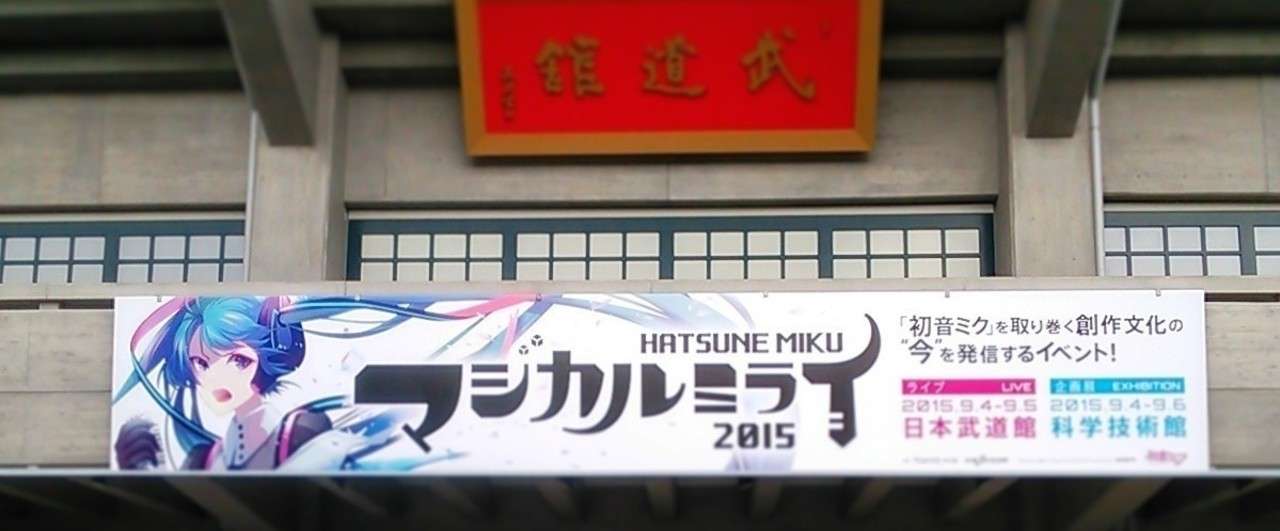 武道館
HATSUNE MIKU
マジカルミライ
2015
「初音ミク」を取り巻く創作文化の
“今”を発信するイベント!
ライブ LIVE
2015.9.4-9.5
日本武道館
企画展 EXHIBITION
2015.9.4-9.6
科学技術館